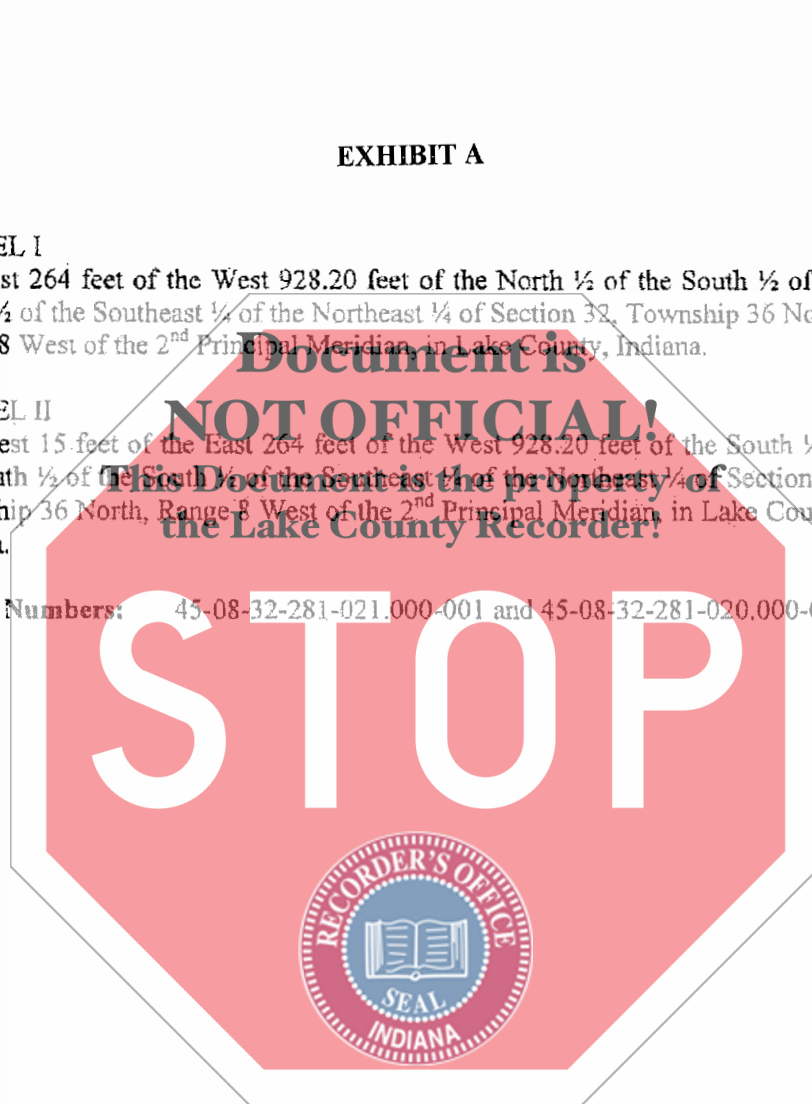 EXHIBIT A
EL I
st 264 feet of the West 928.20 feet of the North ½ of the South ½ of
½ of the Southeast ¼ of the Northeast ¼ of Section 32, Township 36 No
8 West of the 2nd Principal Meridian, in Lake County, Indiana.
Document is
EL II
NOT OFFICIAL!
est 15 feet of the East 264 feet of the West 928.20 feet of the South ½
uth ½ of the South ½ of the Southeast ¼ of the Northeast ¼ of Section
This Document is the property of
hip 36 North, Range 8 West of the 2nd Principal Meridian, in Lake Cou
the Lake County Recorder!
Numbers: 45-08-32-281-021.000-001 and 45-08-32-281-020.000-0
STOP
RECORDER'S OFFICE
SEAL
INDIANA